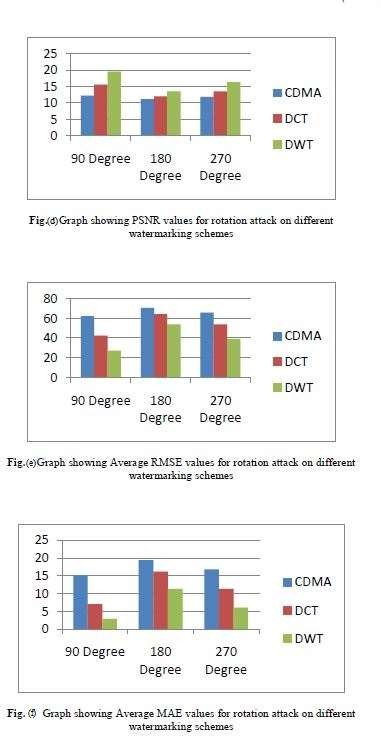 25
20
15
10
5
0
90 Degree 180 Degree 270 Degree
CDMA
DCT
DWT
Fig.(d)Graph showing PSNR values for rotation attack on different
watermarking schemes
80
60
40
20
0
90 Degree 180 Degree 270 Degree
CDMA
DCT
DWT
Fig.(e)Graph showing Average RMSE values for rotation attack on different
watermarking schemes
25
20
15
10
5
0
90 Degree 180 Degree 270 Degree
CDMA
DCT
DWT
Fig. (f) Graph showing Average MAE values for rotation attack on different
watermarking schemes